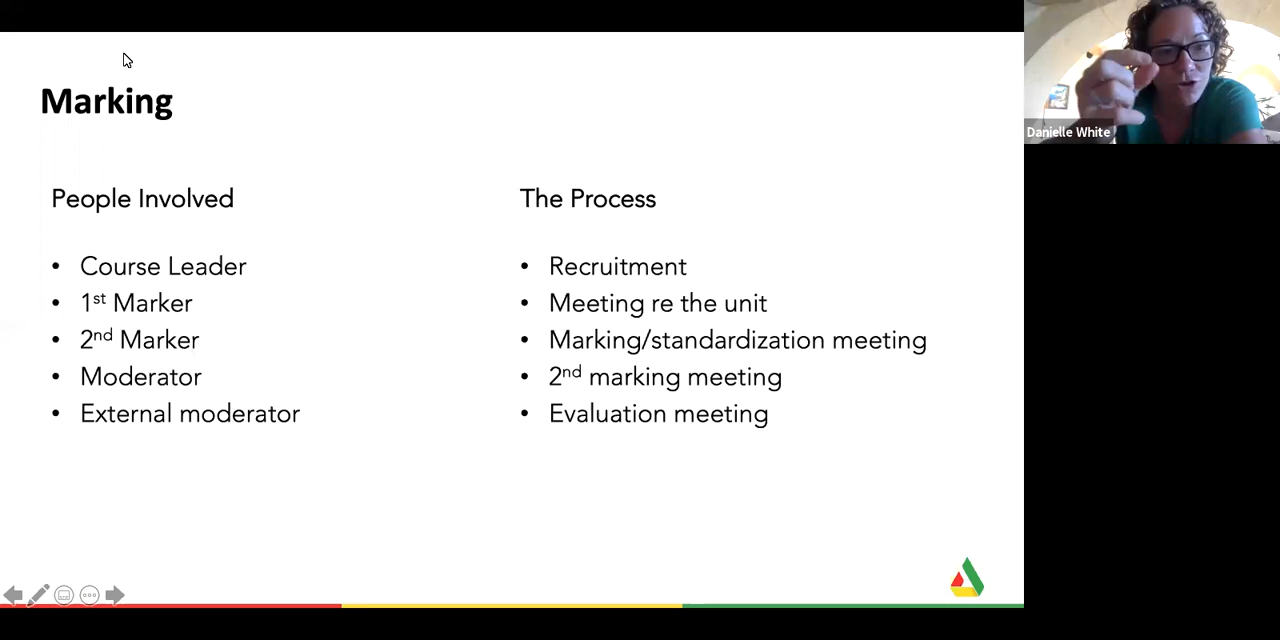 Marking
People Involved
• Course Leader
• 1st Marker
• 2nd Marker
• Moderator
• External moderator
The Process
• Recruitment
• Meeting re the unit
• Marking/standardization meeting
• 2nd marking meeting
• Evaluation meeting
Danielle White